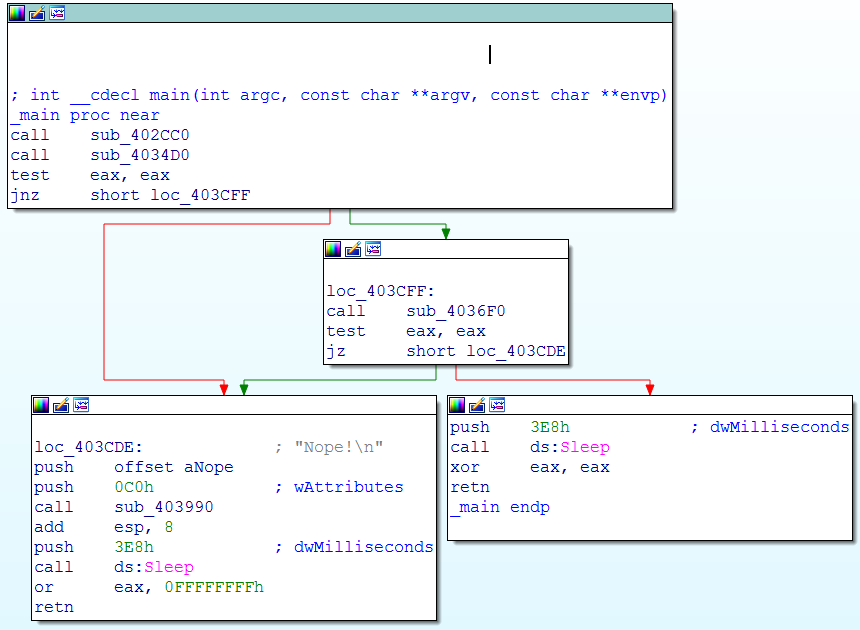 ; int __cdecl main(int argc, const char **argv, const char **envp)
_main proc near
call    sub_402CC0
call    sub_4034D0
test    eax, eax
jnz     short loc_403CFF
loc_403CFF:
call    sub_4036F0
test    eax, eax
jz      short loc_403CDE
loc_403CDE:             ; "Nope!\n"
push    offset aNope
push    0C0h            ; wAttributes
call    sub_403990
add     esp, 8
push    3E8h            ; dwMilliseconds
call    ds:Sleep
or      eax, 0FFFFFFFFh
retn
push    3E8h            ; dwMilliseconds
call    ds:Sleep
xor     eax, eax
retn
_main endp